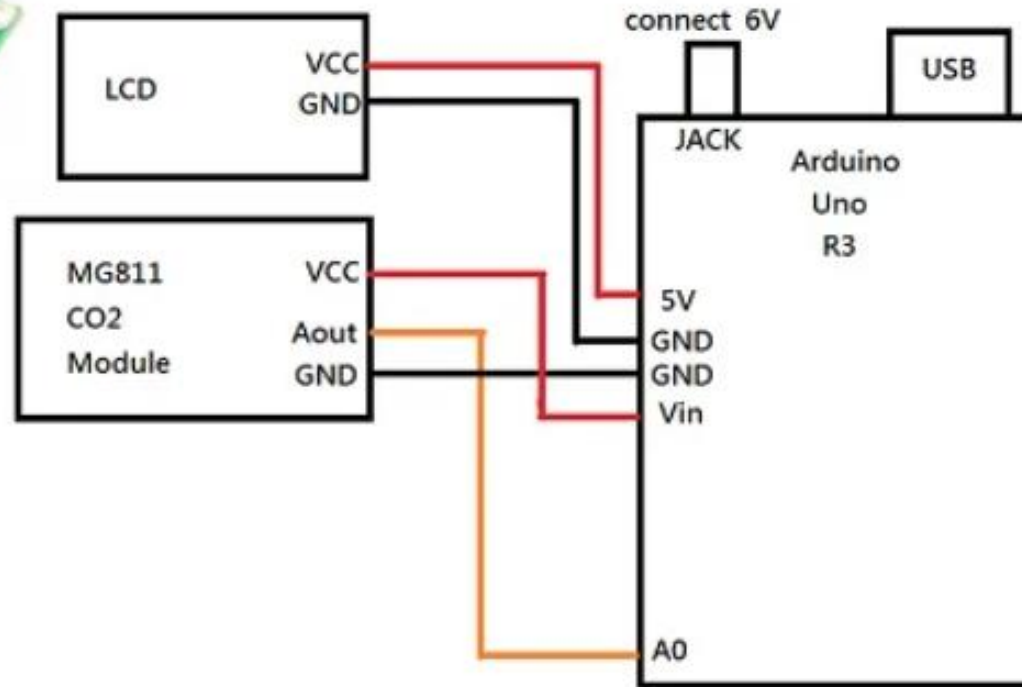 connect 6V
USB
JACK
Arduino
Uno
R3
LCD
VCC
GND
MG811
CO2
Module
VCC
Aout
GND
5V
GND
GND
Vin
A0